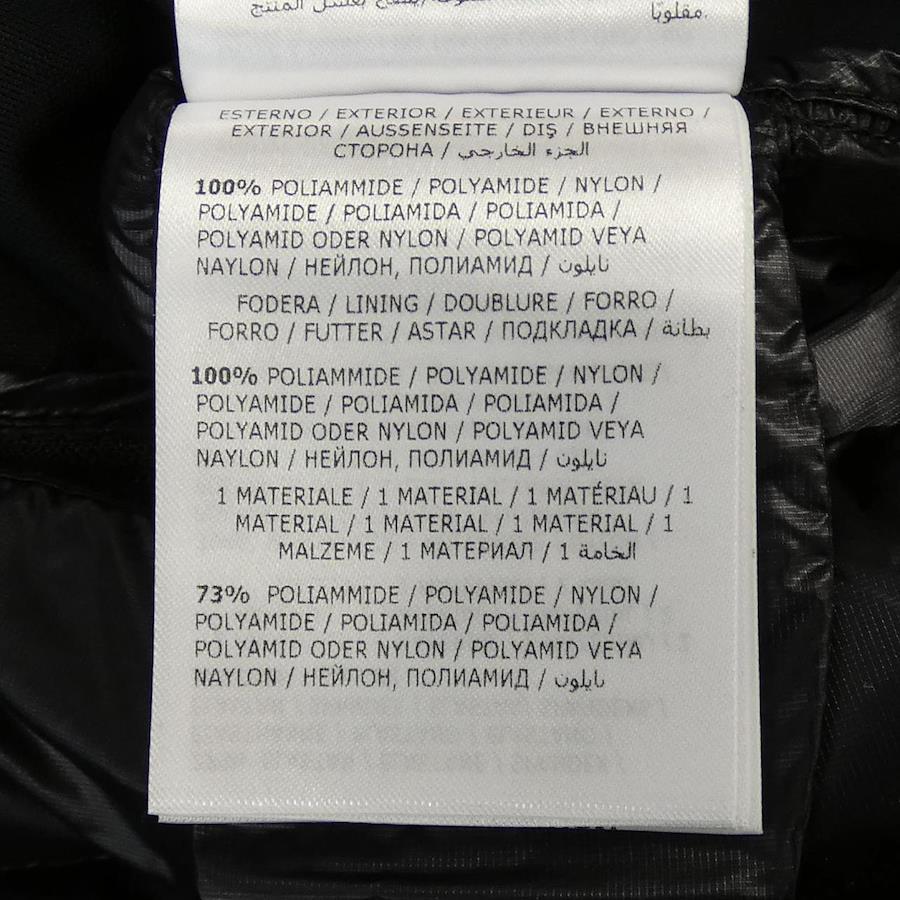 مقلوبًا.
ESTERNO / EXTERIOR / EXTERIEUR / EXTERNO /
EXTERIOR / AUSSENSEITE / DIŞ / ВНЕШНЯЯ
СТОРОНА / الجزء الخارجي
100% POLIAMMIDE / POLYAMIDE / NYLON /
POLYAMIDE / POLIAMIDA / POLIAMIDA /
POLYAMID ODER NYLON / POLYAMID VEYA
NAYLON / НЕЙЛОН, ПОЛИАМИД / نايلون
FODERA / LINING / DOUBLURE / FORRO /
FORRO / FUTTER / ASTAR / ПОДКЛАДКА / بطانة
100% POLIAMMIDE / POLYAMIDE / NYLON /
POLYAMIDE / POLIAMIDA / POLIAMIDA /
POLYAMID ODER NYLON / POLYAMID VEYA
NAYLON / НЕЙЛОН, ПОЛИАМИД / نايلون
1 MATERIALE / 1 MATERIAL / 1 MATÉRIAU / 1
MATERIAL / 1 MATERIAL / 1 MATERIAL / 1
MALZEME / 1 МАТЕРИАЛ / 1 الخامة
73% POLIAMMIDE / POLYAMIDE / NYLON /
POLYAMIDE / POLIAMIDA / POLIAMIDA /
POLYAMID ODER NYLON / POLYAMID VEYA
NAYLON / НЕЙЛОН, ПОЛИАМИД / نايلون